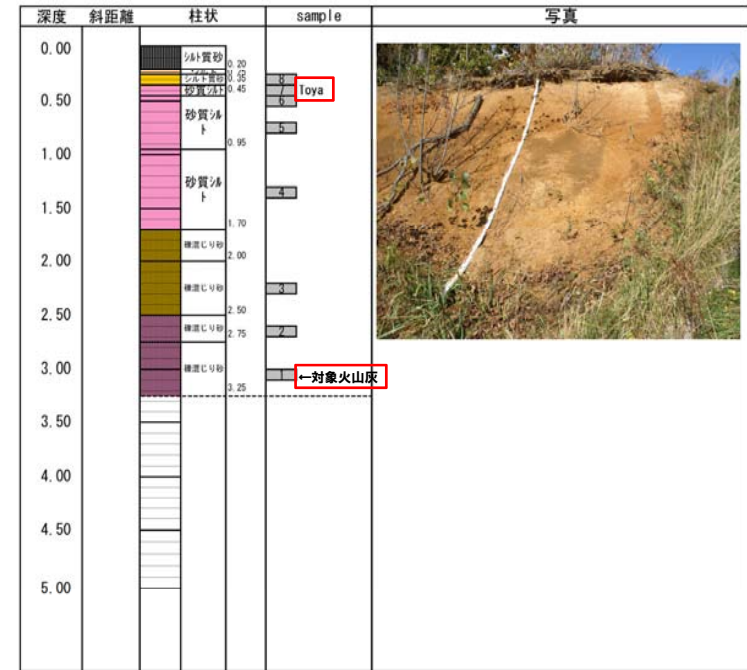 深度 斜距離 柱状 sample 写真
0.00
シルト質砂
0.20
0.25
シルト質砂 0.35 8
砂質シルト 0.45 7 Toya
0.50 6
砂質シルト 5
0.95
1.00
砂質シルト 4
1.50
1.70
礫混じり砂
2.00 2.00
礫混じり砂 3
2.50 2.50
礫混じり砂 2.75 2
3.00 礫混じり砂 1 ←対象火山灰
3.25
3.50
4.00
4.50
5.00